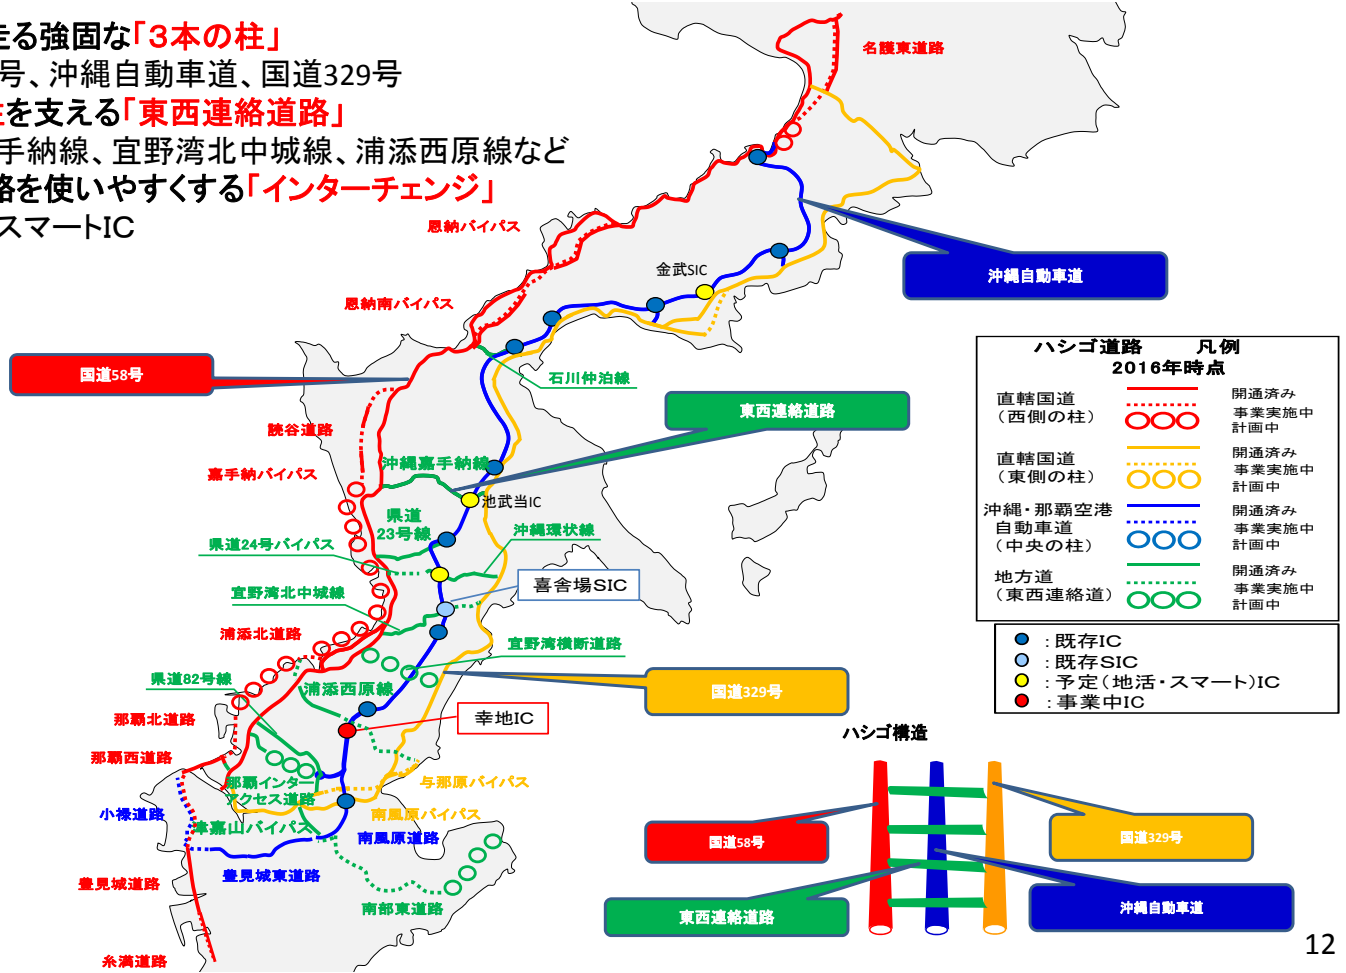 走る強固な「3本の柱」
号、沖縄自動車道、国道329号
性を支える「東西連絡道路」
手納線、宜野湾北中城線、浦添西原線など
路を使いやすくする「インターチェンジ」
スマートIC
名護東道路
恩納バイパス
金武SIC
沖縄自動車道
恩納南バイパス
国道58号
石川仲泊線
東西連絡道路
読谷道路
嘉手納バイパス
沖縄嘉手納線
池武当IC
県道
23号線
沖縄環状線
県道24号バイパス
喜舎場SIC
宜野湾北中城線
浦添北道路
宜野湾横断道路
県道82号線
浦添西原線
国道329号
那覇北道路
幸地IC
那覇西道路
那覇インター
アクセス道路
与那原バイパス
小禄道路
南風原バイパス
津嘉山バイパス
南風原道路
豊見城道路
豊見城東道路
南部東道路
糸満道路
ハシゴ道路 凡例
2016年時点
直轄国道
(西側の柱)
開通済み
事業実施中
計画中
直轄国道
(東側の柱)
開通済み
事業実施中
計画中
沖縄・那覇空港
自動車道
(中央の柱)
開通済み
事業実施中
計画中
地方道
(東西連絡道)
開通済み
事業実施中
計画中
:既存IC
:既存SIC
:予定(地活・スマート)IC
:事業中IC
ハシゴ構造
国道58号
国道329号
東西連絡道路
沖縄自動車道
12